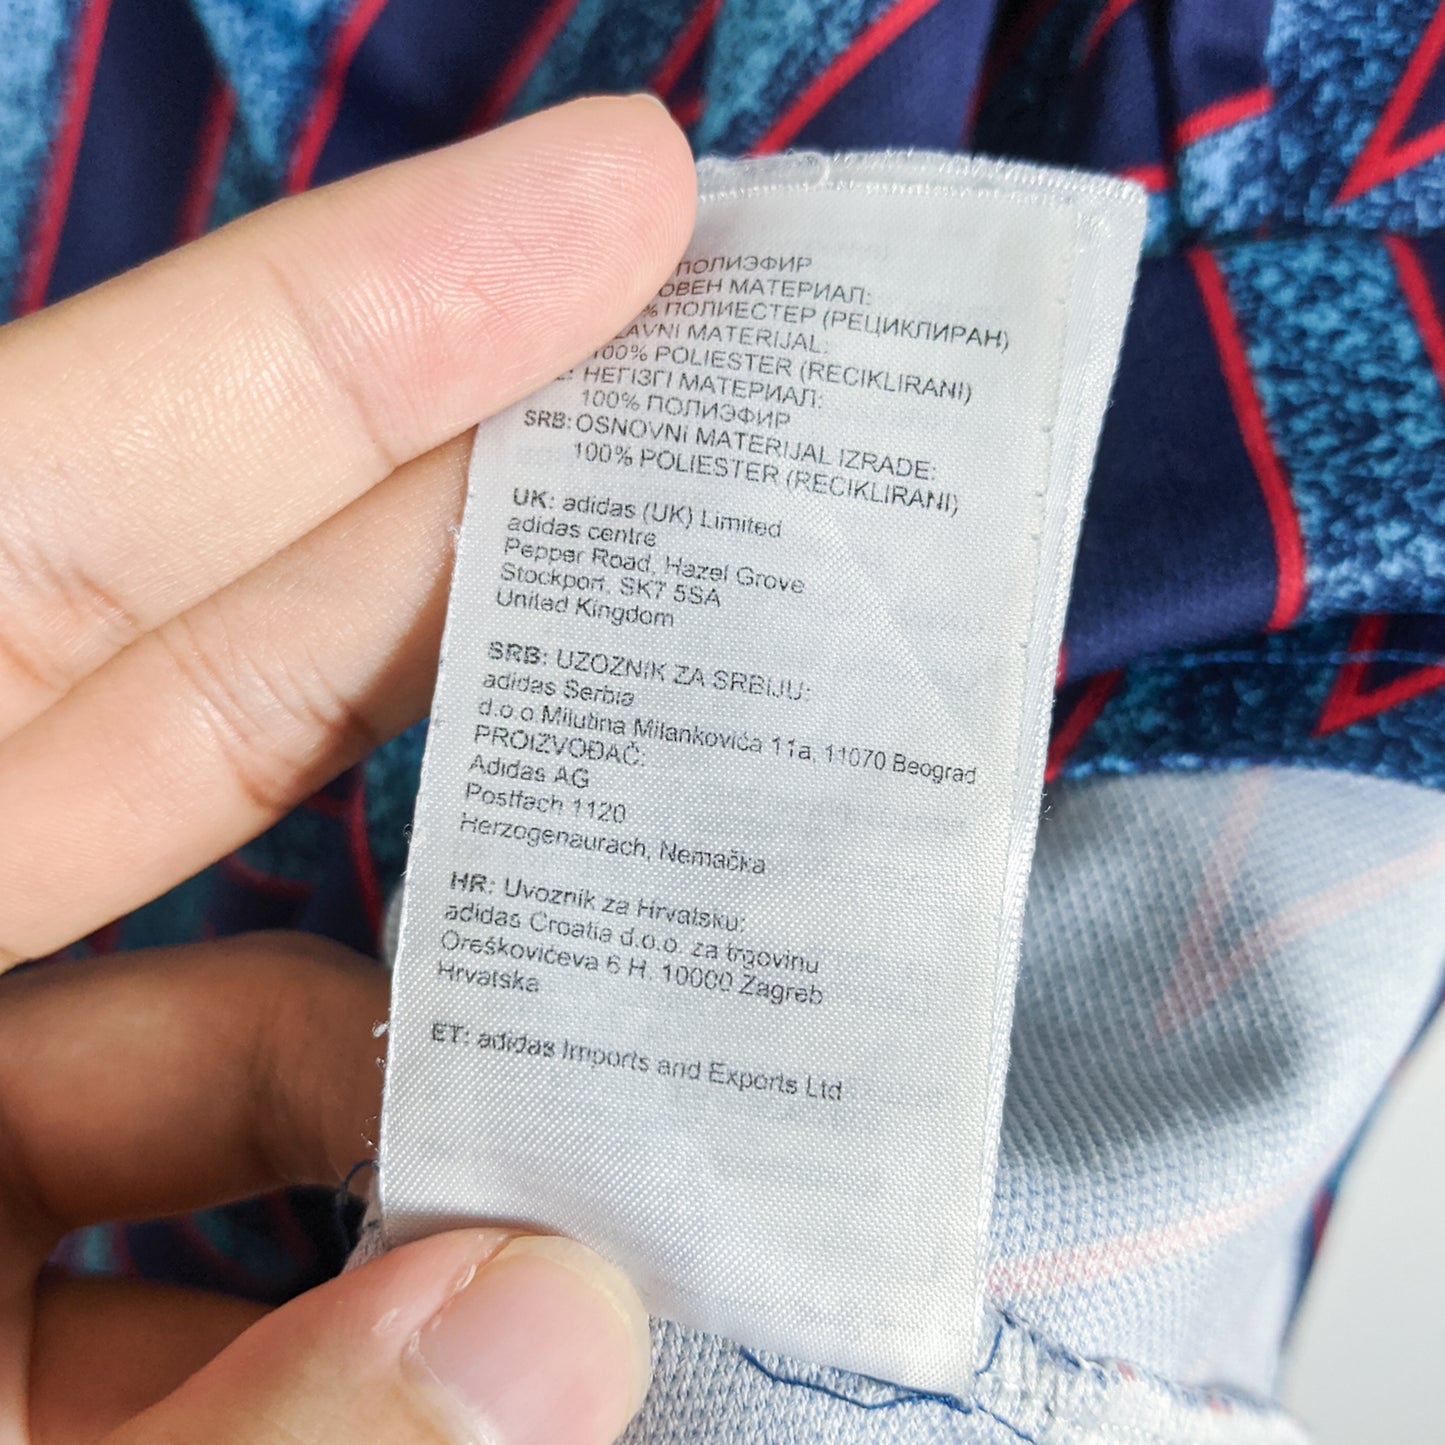 ПОЛИЭФИР
ОВЕН МАТЕРИАЛ:
% ПОЛИЕСТЕР (РЕЦИКЛИРАН)
LAVNI MATERIJAL:
100% POLIESTER (RECIKLIRANI)
НЕГІЗГІ МАТЕРИАЛ:
100% ПОЛИЭФИР
SRB: OSNOVNI MATERIJAL IZRADE:
100% POLIESTER (RECIKLIRANI)
UK: adidas (UK) Limited
adidas centre
Pepper Road, Hazel Grove
Stockport, SK7 5SA
United Kingdom
SRB: UZOZNIK ZA SRBIJU:
adidas Serbia
d.o.o.Milutina Milankovića 11a, 11070 Beograd
PROIZVOĐAČ:
Adidas AG
Postfach 1120
Herzogenaurach, Nemačka
HR: Uvoznik za Hrvatsku:
adidas Croatia d.o.o. za trgovinu
Oreškovićeva 6 H, 10000 Zagreb
Hrvatska
ET: adidas Imports and Exports Ltd